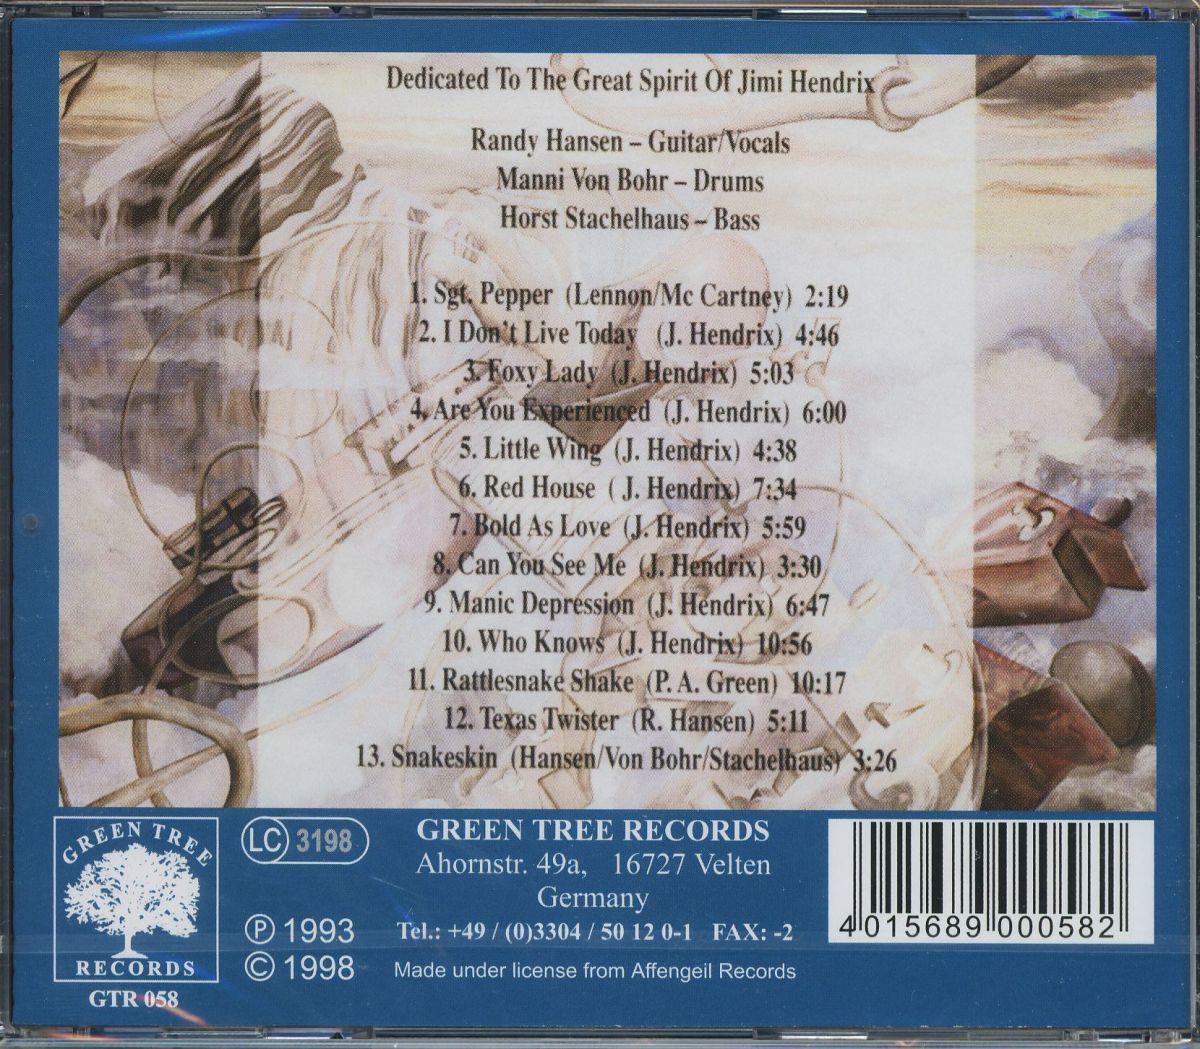 Dedicated To The Great Spirit Of Jimi Hendrix
Randy Hansen – Guitar/Vocals
Manni Von Bohr – Drums
Horst Stachelhaus – Bass
1. Sgt. Pepper (Lennon/Mc Cartney) 2:19
2. I Don't Live Today (J. Hendrix) 4:46
3. Foxy Lady (J. Hendrix) 5:03
4. Are You Experienced (J. Hendrix) 6:00
5. Little Wing (J. Hendrix) 4:38
6. Red House ( J. Hendrix) 7:34
7. Bold As Love (J. Hendrix) 5:59
8. Can You See Me (J. Hendrix) 3:30
9. Manic Depression (J. Hendrix) 6:47
10. Who Knows (J. Hendrix) 10:56
11. Rattlesnake Shake (P. A. Green) 10:17
12. Texas Twister (R. Hansen) 5:11
13. Snakeskin (Hansen/Von Bohr/Stachelhaus) 3:26
GREEN TREE
RECORDS
GTR 058
LC 3198
℗ 1993
© 1998
GREEN TREE RECORDS
Ahornstr. 49a, 16727 Velten
Germany
Tel.: +49 / (0)3304 / 50 12 0-1 FAX: -2
Made under license from Affengeil Records
4 015689 000582